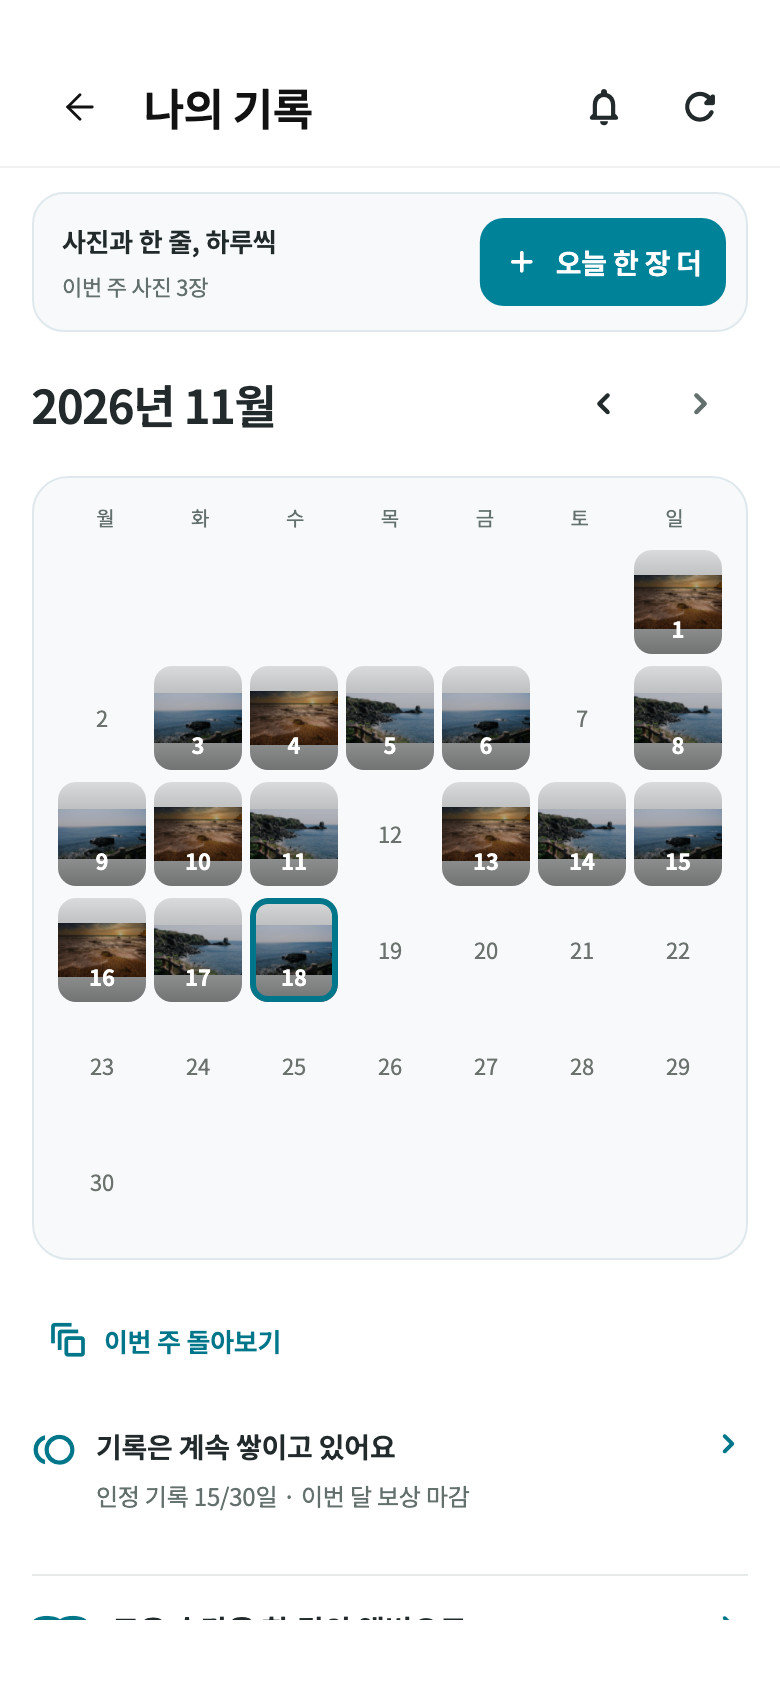 나의 기록
사진과 한 줄, 하루씩
이번 주 사진 3장
오늘 한 장 더
2026년 11월
월 화 수 목 금 토 일
1
2 3 4 5 6 7 8
9 10 11 12 13 14 15
16 17 18 19 20 21 22
23 24 25 26 27 28 29
30
이번 주 돌아보기
기록은 계속 쌓이고 있어요
인정 기록 15/30일 · 이번 달 보상 마감